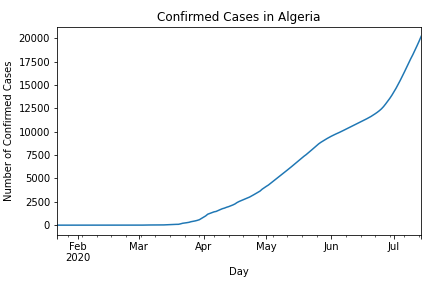 Confirmed Cases in Algeria
Number of Confirmed Cases
20000
17500
15000
12500
10000
7500
5000
2500
0
Feb Mar Apr May Jun Jul
2020
Day